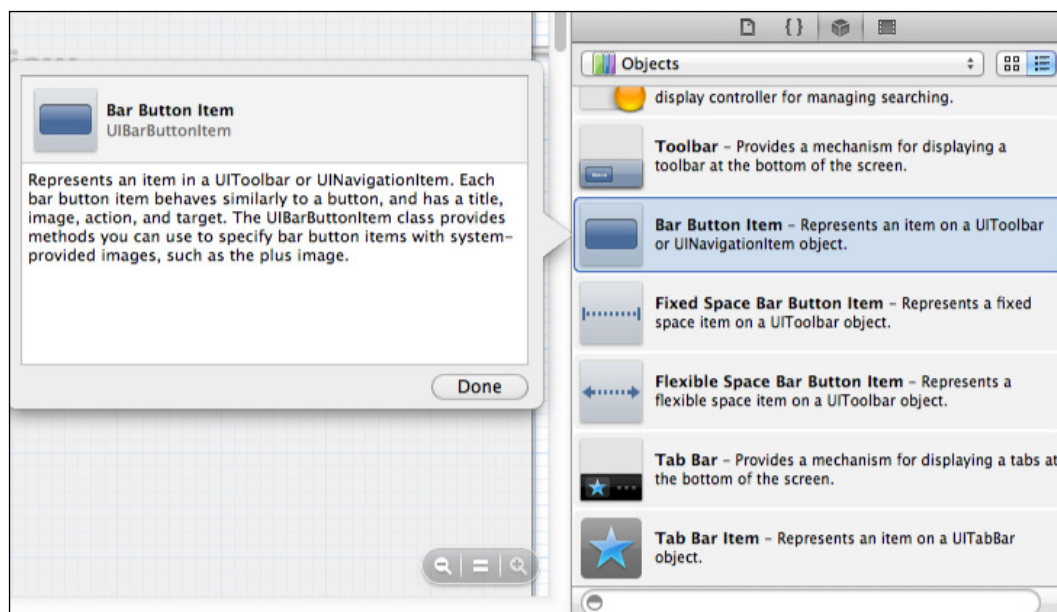 Bar Button Item
UIBarButtonItem
Represents an item in a UIToolbar or UINavigationItem. Each
bar button item behaves similarly to a button, and has a title,
image, action, and target. The UIBarButtonItem class provides
methods you can use to specify bar button items with system-
provided images, such as the plus image.
Done
{ }
Objects
display controller for managing searching.
Toolbar – Provides a mechanism for displaying a
toolbar at the bottom of the screen.
Bar Button Item – Represents an item on a UIToolbar
or UINavigationItem object.
Fixed Space Bar Button Item – Represents a fixed
space item on a UIToolbar object.
Flexible Space Bar Button Item – Represents a
flexible space item on a UIToolbar object.
Tab Bar – Provides a mechanism for displaying a tabs at
the bottom of the screen.
Tab Bar Item – Represents an item on a UITabBar
object.